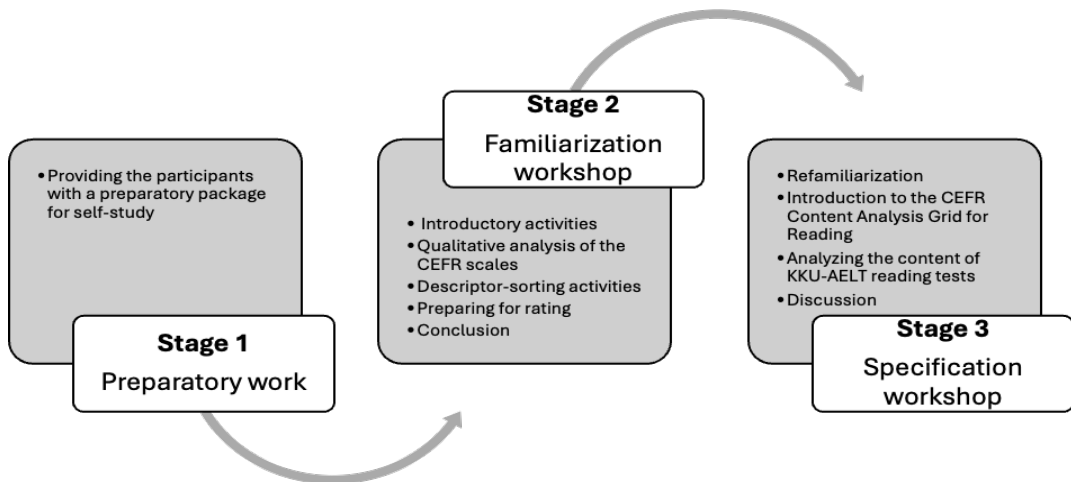 • Providing the participants
with a preparatory package
for self-study
Stage 1
Preparatory work
Stage 2
Familiarization
workshop
• Introductory activities
• Qualitative analysis of the
CEFR scales
• Descriptor-sorting activities
• Preparing for rating
• Conclusion
• Refamiliarization
• Introduction to the CEFR
Content Analysis Grid for
Reading
• Analyzing the content of
KKU-AELT reading tests
• Discussion
Stage 3
Specification
workshop